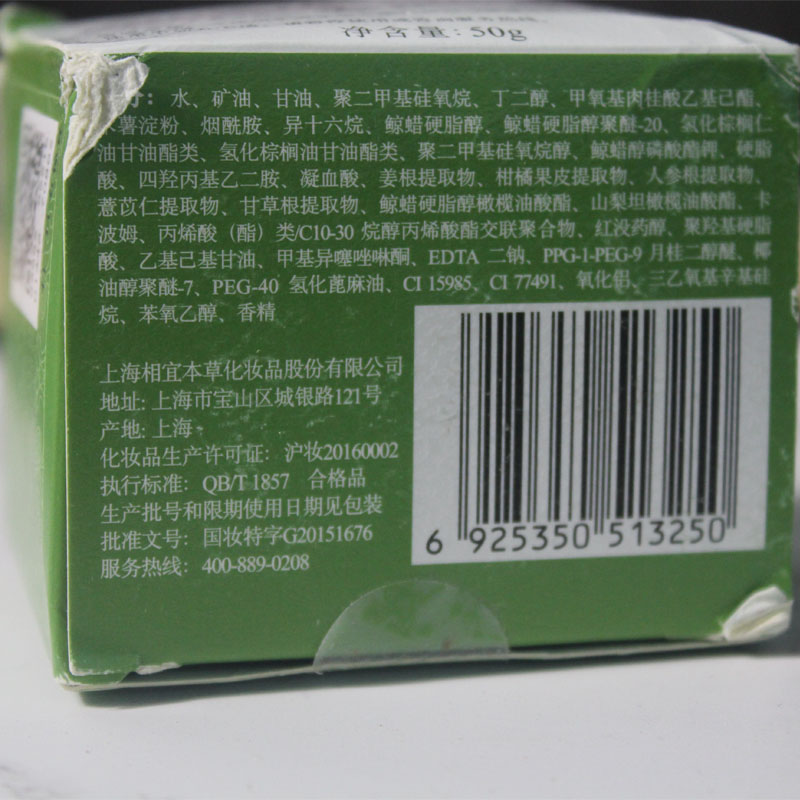 净含量: 50g
水、矿油、甘油、聚二甲基硅氧烷、丁二醇、甲氧基肉桂酸乙基己酯、
薯淀粉、烟酰胺、异十六烷、鲸蜡硬脂醇、鲸蜡硬脂醇聚醚-20、氢化棕榈仁
油甘油酯类、氢化棕榈油甘油酯类、聚二甲基硅氧烷醇、鲸蜡醇磷酸酯钾、硬脂
酸、四羟丙基乙二胺、凝血酸、姜根提取物、柑橘果皮提取物、人参根提取物、
薏苡仁提取物、甘草根提取物、鲸蜡硬脂醇橄榄油酸酯、山梨坦橄榄油酸酯、卡
波姆、丙烯酸（酯）类/C10-30 烷醇丙烯酸酯交联聚合物、红没药醇、聚羟基硬脂
酸、乙基己基甘油、甲基异噻唑啉酮、EDTA 二钠、PPG-1-PEG-9 月桂二醇醚、椰
油醇聚醚-7、PEG-40 氢化蓖麻油、CI 15985、CI 77491、氧化铝、三乙氧基辛基硅
烷、苯氧乙醇、香精
上海相宜本草化妆品股份有限公司
地址: 上海市宝山区城银路121号
产地: 上海
化妆品生产许可证: 沪妆20160002
执行标准: QB/T 1857 合格品
生产批号和限期使用日期见包装
批准文号: 国妆特字G20151676
服务热线: 400-889-0208
6 925350 513250